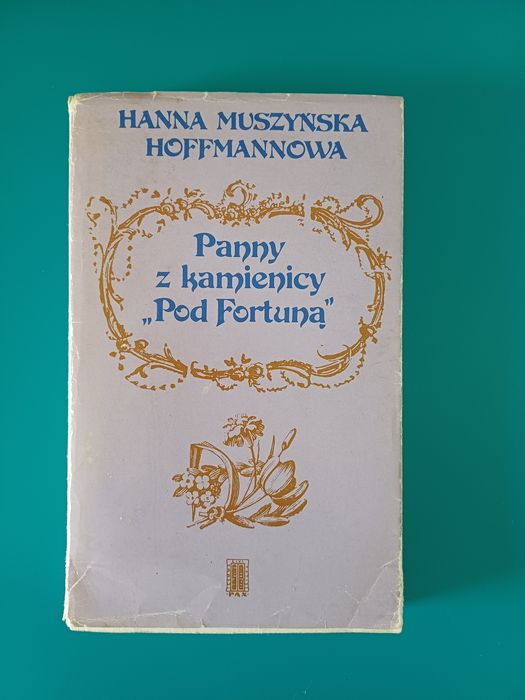 HANNA MUSZYŃSKA
HOFFMANNOWA
Panny
z kamienicy
„Pod Fortuną”
PAX